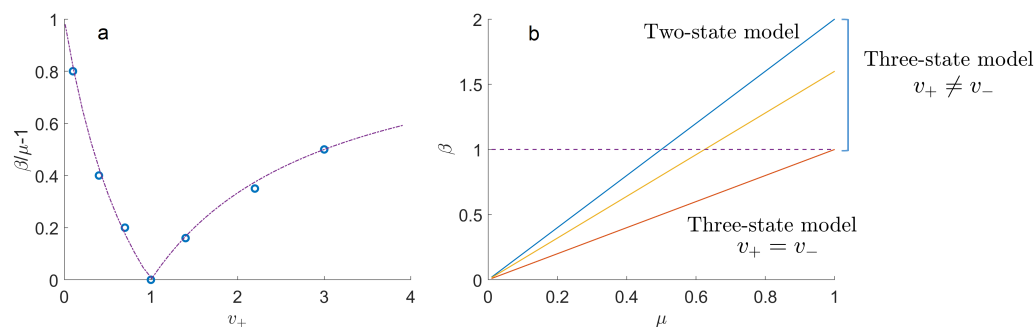 a
1
0.8
0.6
0.4
0.2
0
β/μ-1
0 1 2 3 4
v₊
b
2
1.5
1
0.5
0
β
0.2 0.4 0.6 0.8 1
μ
Two-state model
Three-state model
v₊ ≠ v₋
Three-state model
v₊ = v₋